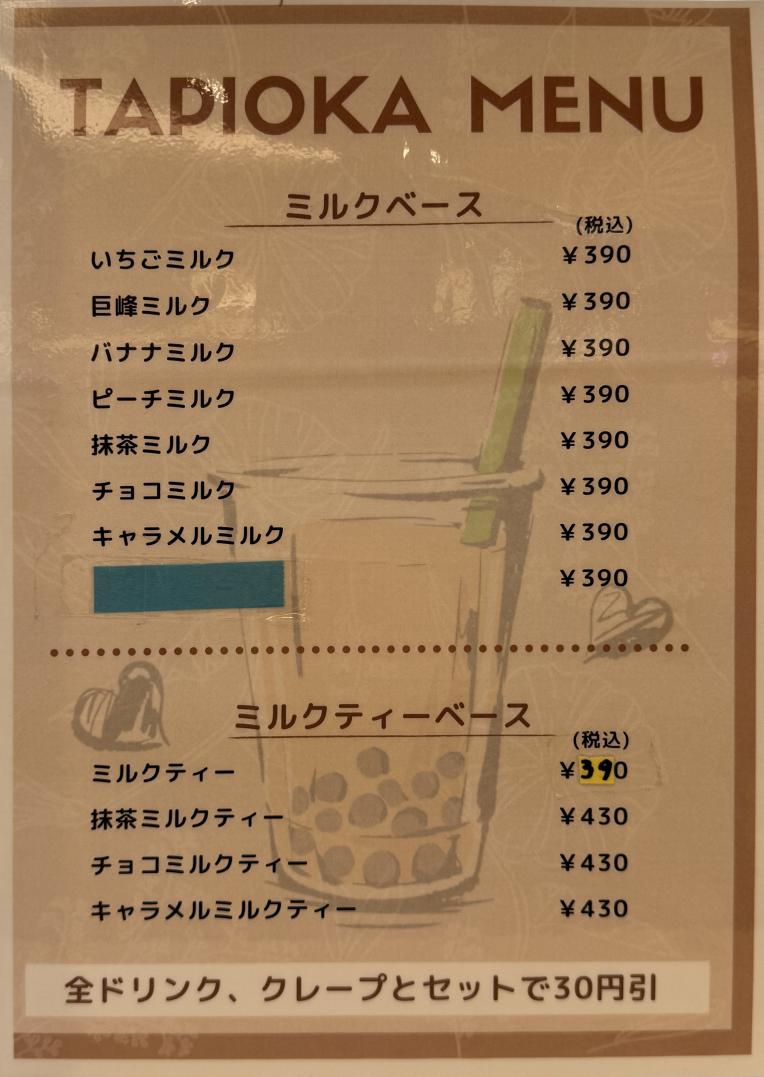 TAPIOKA MENU
ミルクベース
(税込)
いちごミルク ¥390
巨峰ミルク ¥390
バナナミルク ¥390
ピーチミルク ¥390
抹茶ミルク ¥390
チョコミルク ¥390
キャラメルミルク ¥390
¥390
ミルクティーベース
(税込)
ミルクティー ¥390
抹茶ミルクティー ¥430
チョコミルクティー ¥430
キャラメルミルクティー ¥430
全ドリンク、クレープとセットで30円引